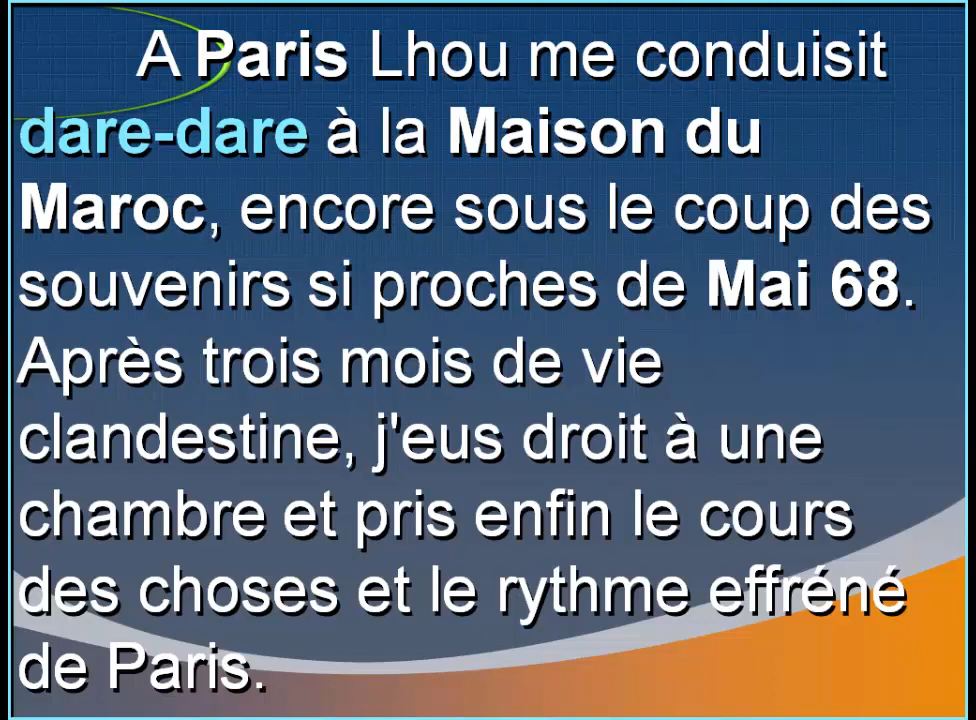 A Paris Lhou me conduisit
dare-dare à la Maison du
Maroc, encore sous le coup des
souvenirs si proches de Mai 68.
Après trois mois de vie
clandestine, j'eus droit à une
chambre et pris enfin le cours
des choses et le rythme effréné
de Paris.